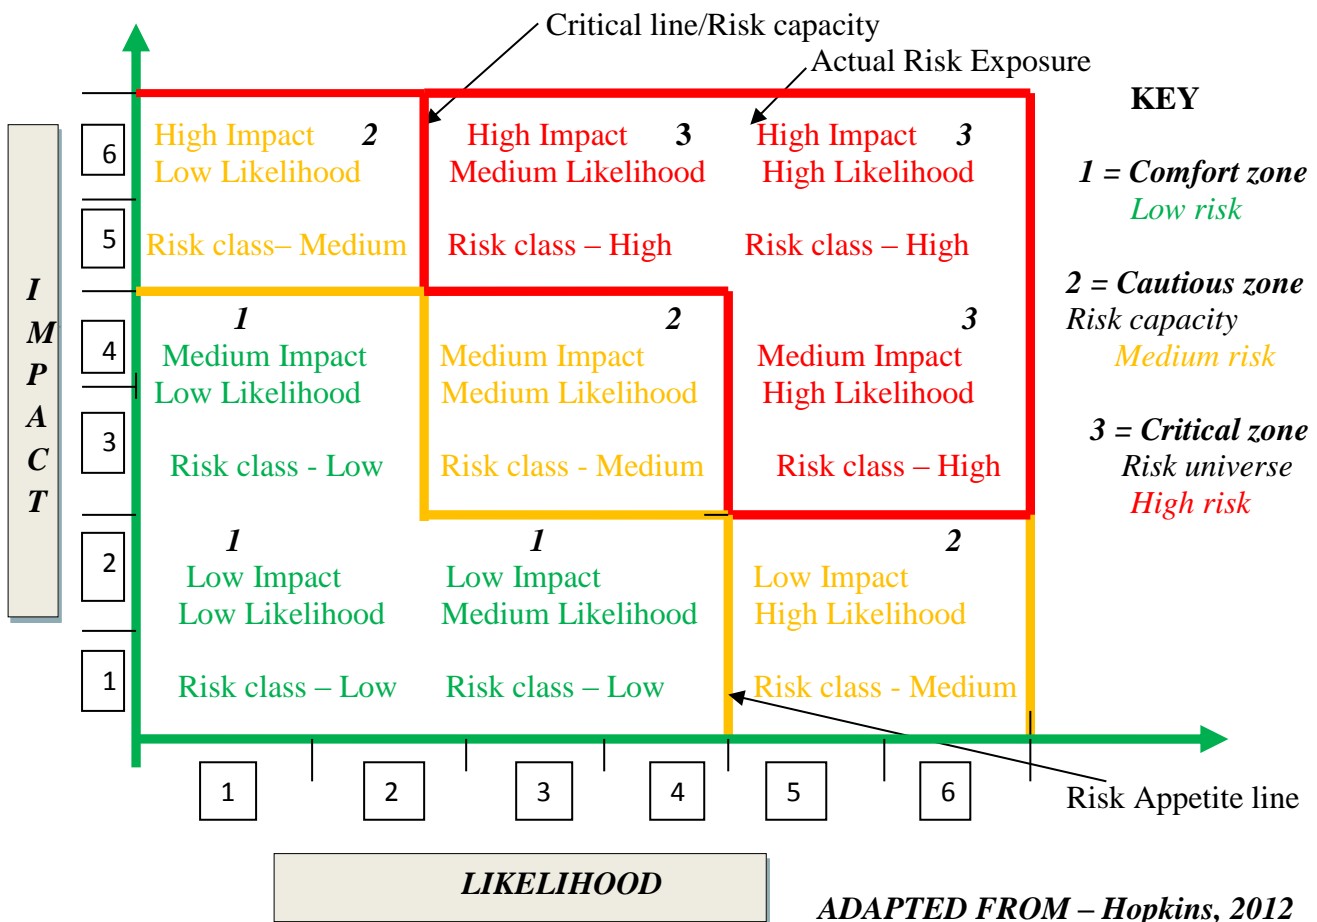 Critical line/Risk capacity
Actual Risk Exposure
KEY
High Impact 2
Low Likelihood
Risk class– Medium
High Impact 3
Medium Likelihood
Risk class – High
High Impact 3
High Likelihood
Risk class – High
1 = Comfort zone
Low risk
2 = Cautious zone
Risk capacity
Medium risk
3 = Critical zone
Risk universe
High risk
IMPACT
6
5
4
3
2
1
1
Medium Impact
Low Likelihood
Risk class - Low
2
Medium Impact
Medium Likelihood
Risk class - Medium
3
Medium Impact
High Likelihood
Risk class – High
1
Low Impact
Low Likelihood
Risk class – Low
1
Low Impact
Medium Likelihood
Risk class – Low
2
Low Impact
High Likelihood
Risk class - Medium
1 2 3 4 5 6
Risk Appetite line
LIKELIHOOD
ADAPTED FROM – Hopkins, 2012